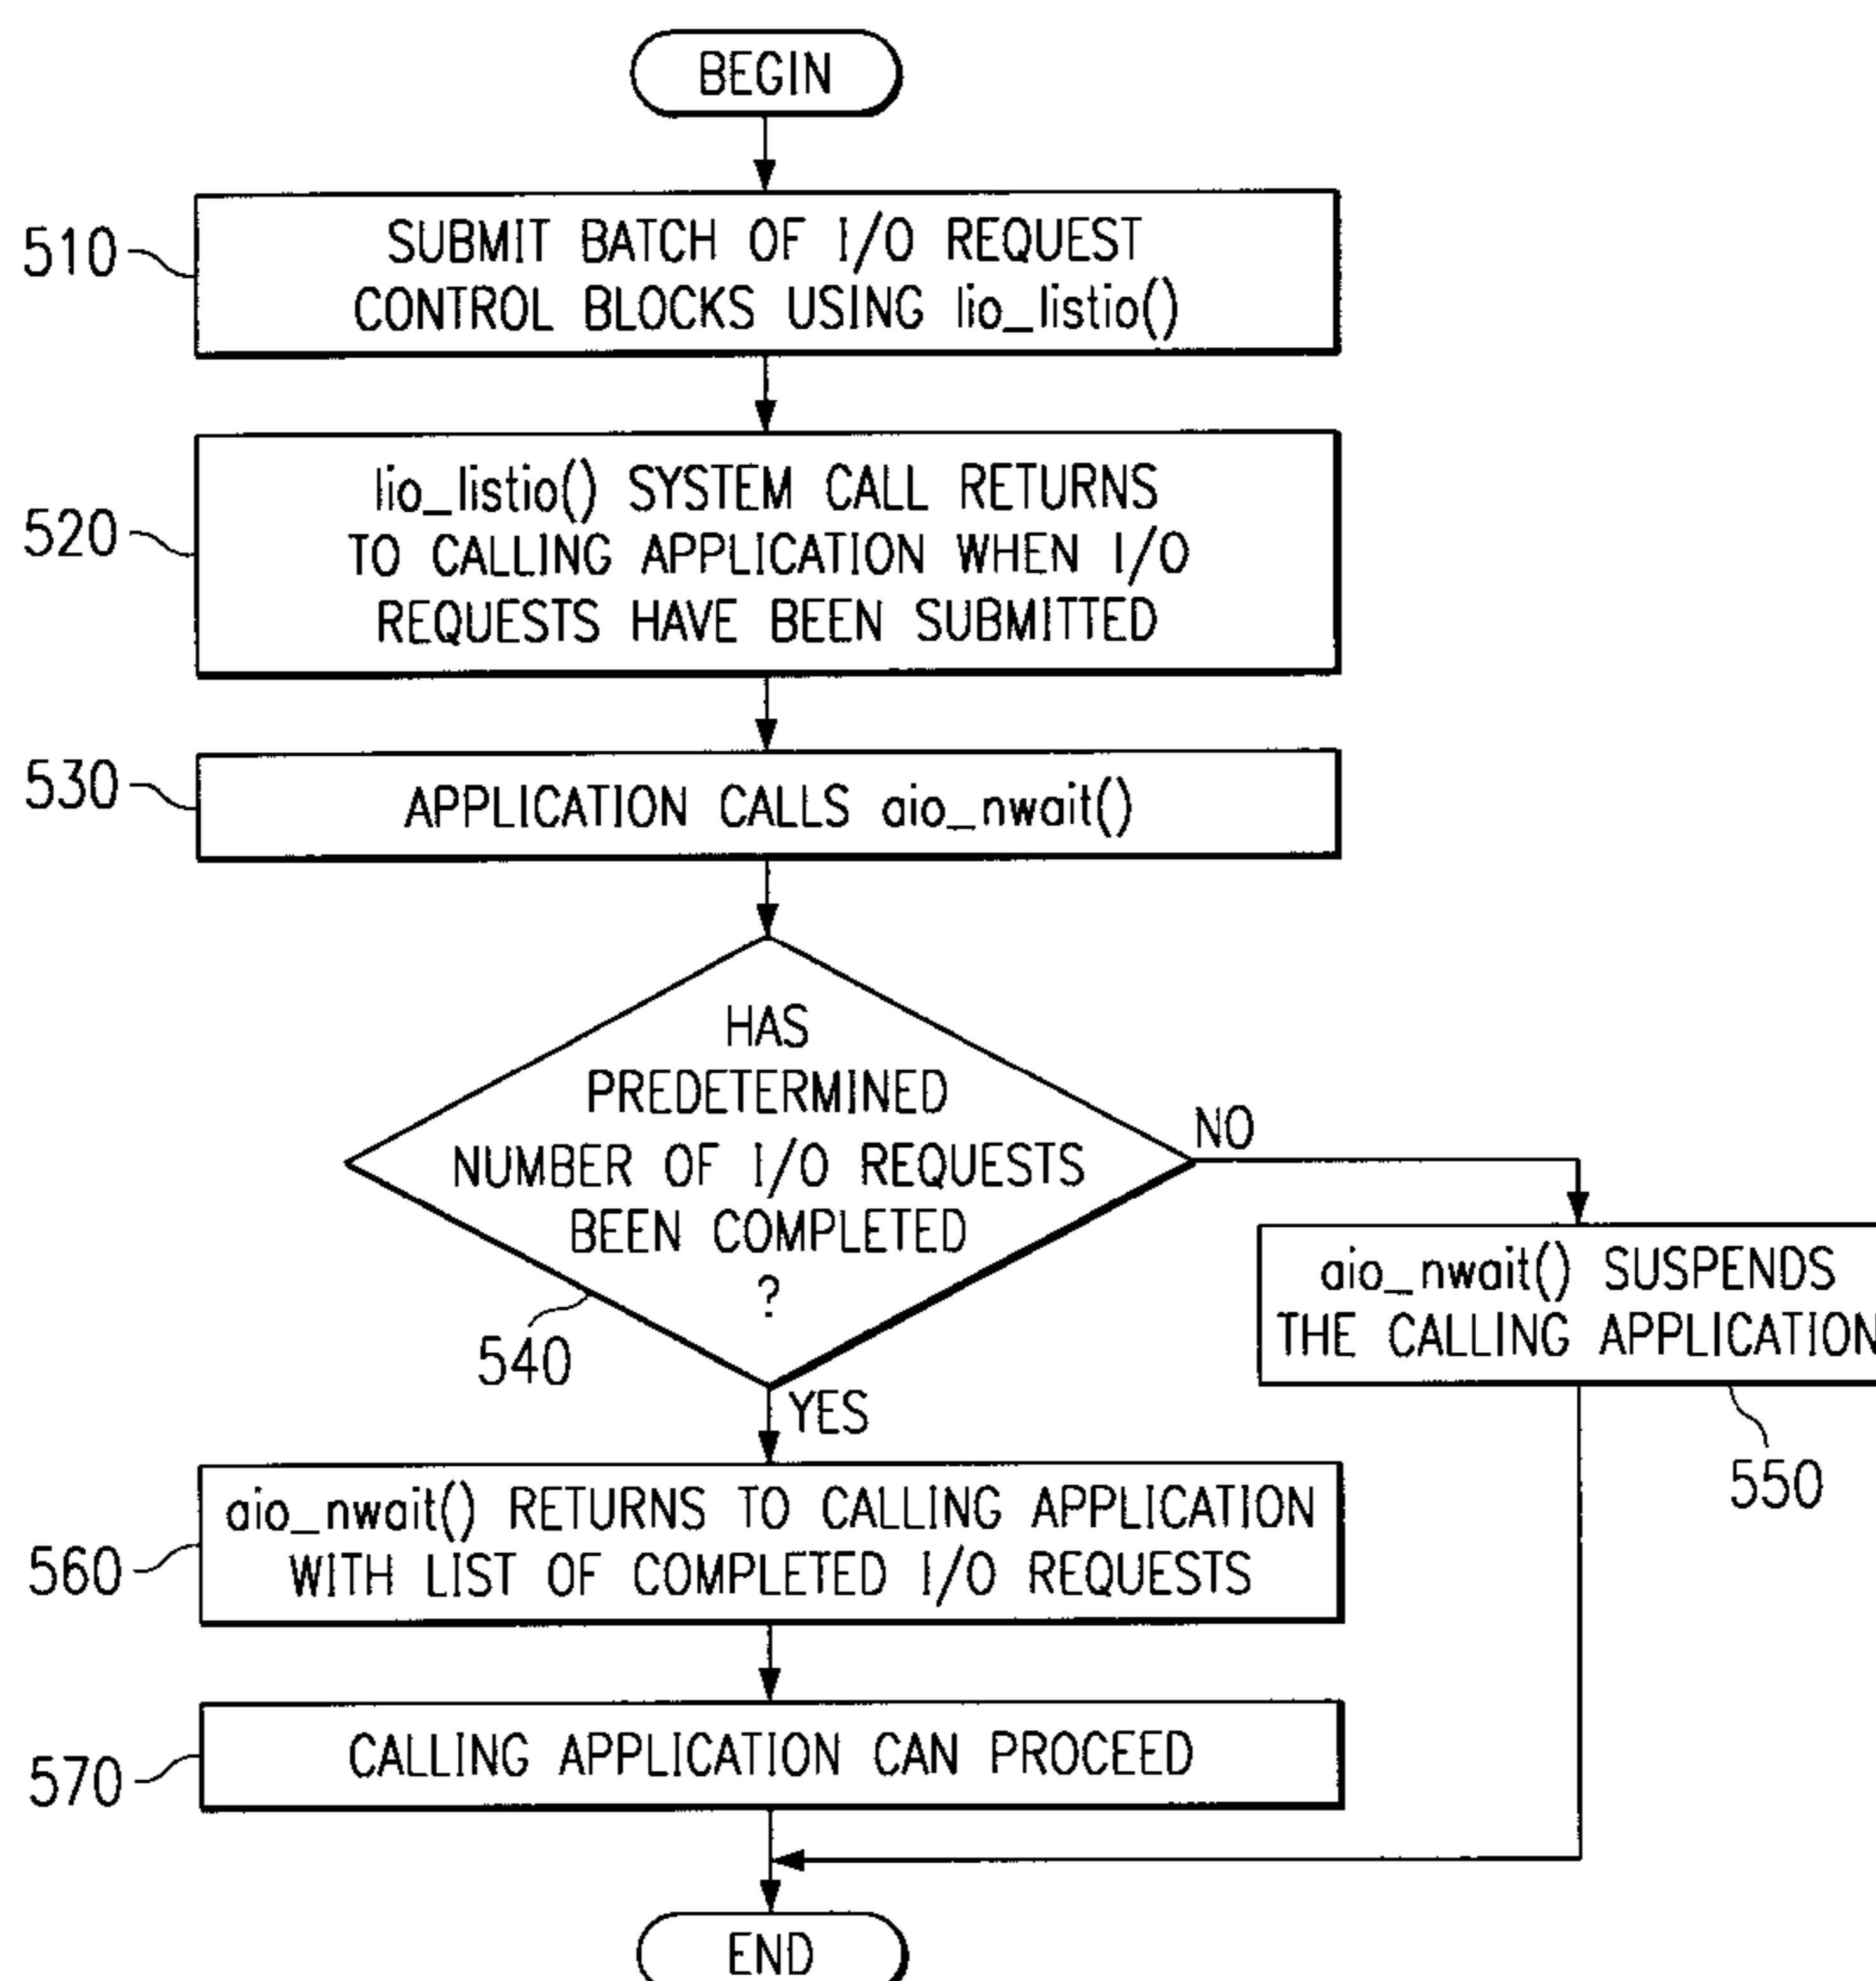 BEGIN
510
SUBMIT BATCH OF I/O REQUEST
CONTROL BLOCKS USING lio_listio()
520
lio_listio() SYSTEM CALL RETURNS
TO CALLING APPLICATION WHEN I/O
REQUESTS HAVE BEEN SUBMITTED
530
APPLICATION CALLS aio_nwait()
HAS
PREDETERMINED
NUMBER OF I/O REQUESTS
BEEN COMPLETED
?
540
NO
aio_nwait() SUSPENDS
THE CALLING APPLICATION
550
YES
560
aio_nwait() RETURNS TO CALLING APPLICATION
WITH LIST OF COMPLETED I/O REQUESTS
570
CALLING APPLICATION CAN PROCEED
END